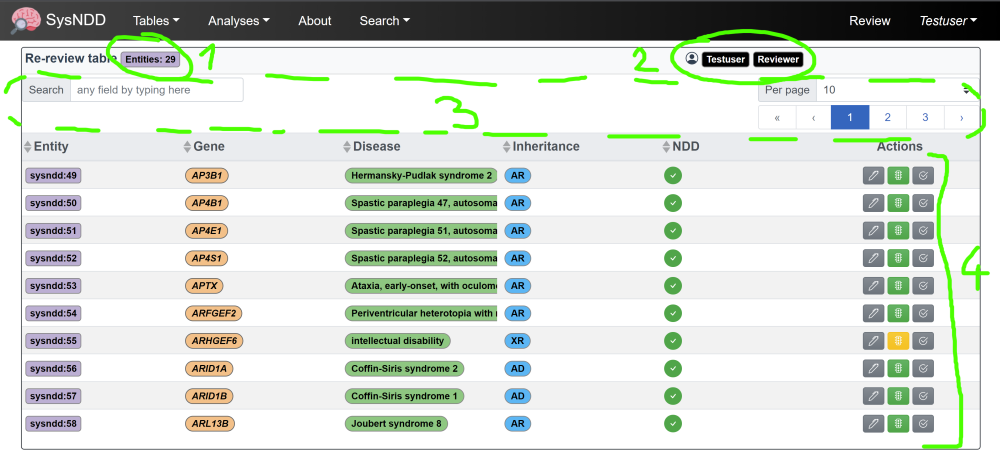 SysNDD Tables Analyses About Search Review Testuser
Re-review table Entities: 29 1 2 Testuser Reviewer
Search any field by typing here 3 Per page 10
« ‹ 1 2 3 ›
Entity Gene Disease Inheritance NDD Actions
sysndd:49 AP3B1 Hermansky-Pudlak syndrome 2 AR
sysndd:50 AP4B1 Spastic paraplegia 47, autosoma AR
sysndd:51 AP4E1 Spastic paraplegia 51, autosoma AR
sysndd:52 AP4S1 Spastic paraplegia 52, autosoma AR
sysndd:53 APTX Ataxia, early-onset, with oculom AR
4
sysndd:54 ARFGEF2 Periventricular heterotopia with AR
sysndd:55 ARHGEF6 intellectual disability XR
sysndd:56 ARID1A Coffin-Siris syndrome 2 AD
sysndd:57 ARID1B Coffin-Siris syndrome 1 AD
sysndd:58 ARL13B Joubert syndrome 8 AR